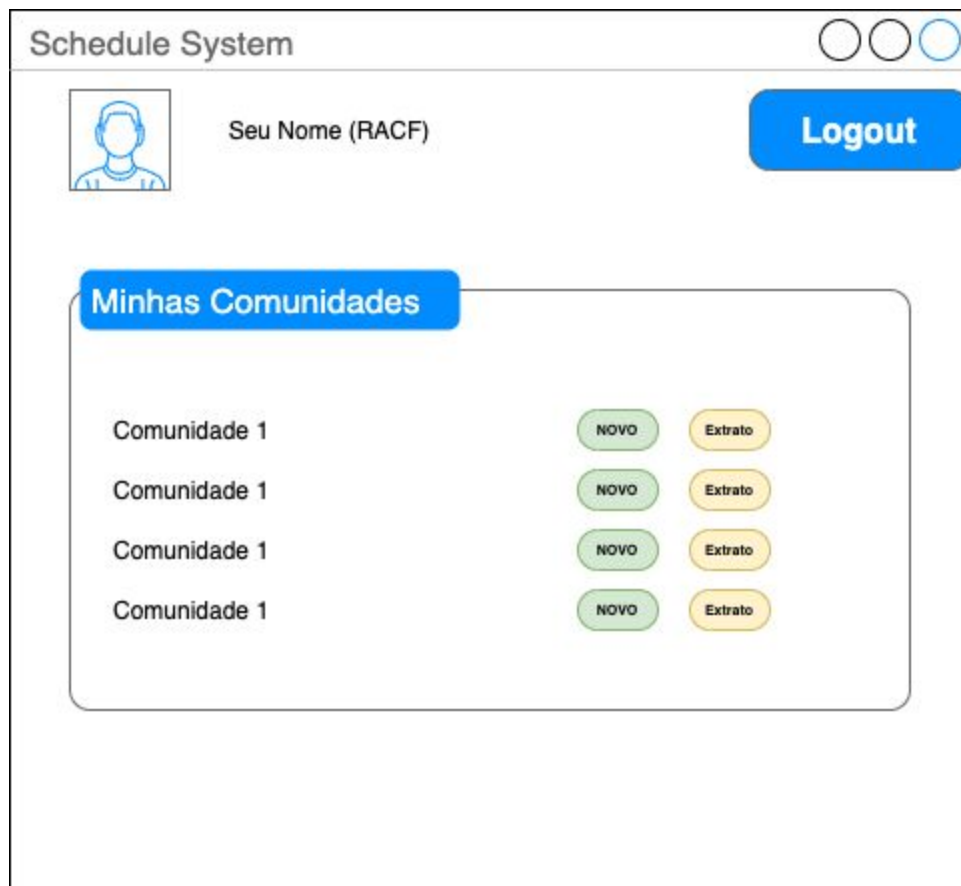 Schedule System
Seu Nome (RACF)
Logout
Minhas Comunidades
Comunidade 1 NOVO Extrato
Comunidade 1 NOVO Extrato
Comunidade 1 NOVO Extrato
Comunidade 1 NOVO Extrato